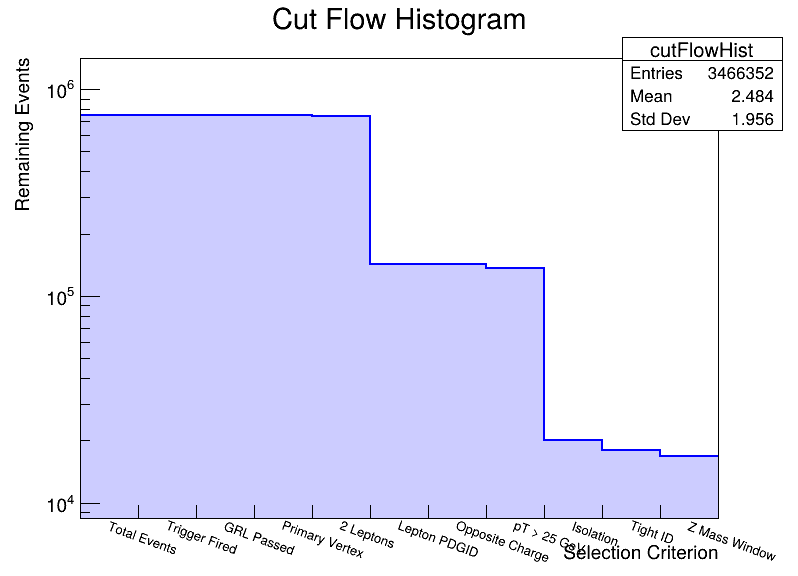 Cut Flow Histogram
cutFlowHist
Entries 3466352
Mean 2.484
Std Dev 1.956
Remaining Events
10⁶
10⁵
10⁴
Total Events
Trigger Fired
GRL Passed
Primary Vertex
2 Leptons
Lepton PDGID
Opposite Charge
pT > 25 GeV
Isolation
Tight ID
Z Mass Window
Selection Criterion